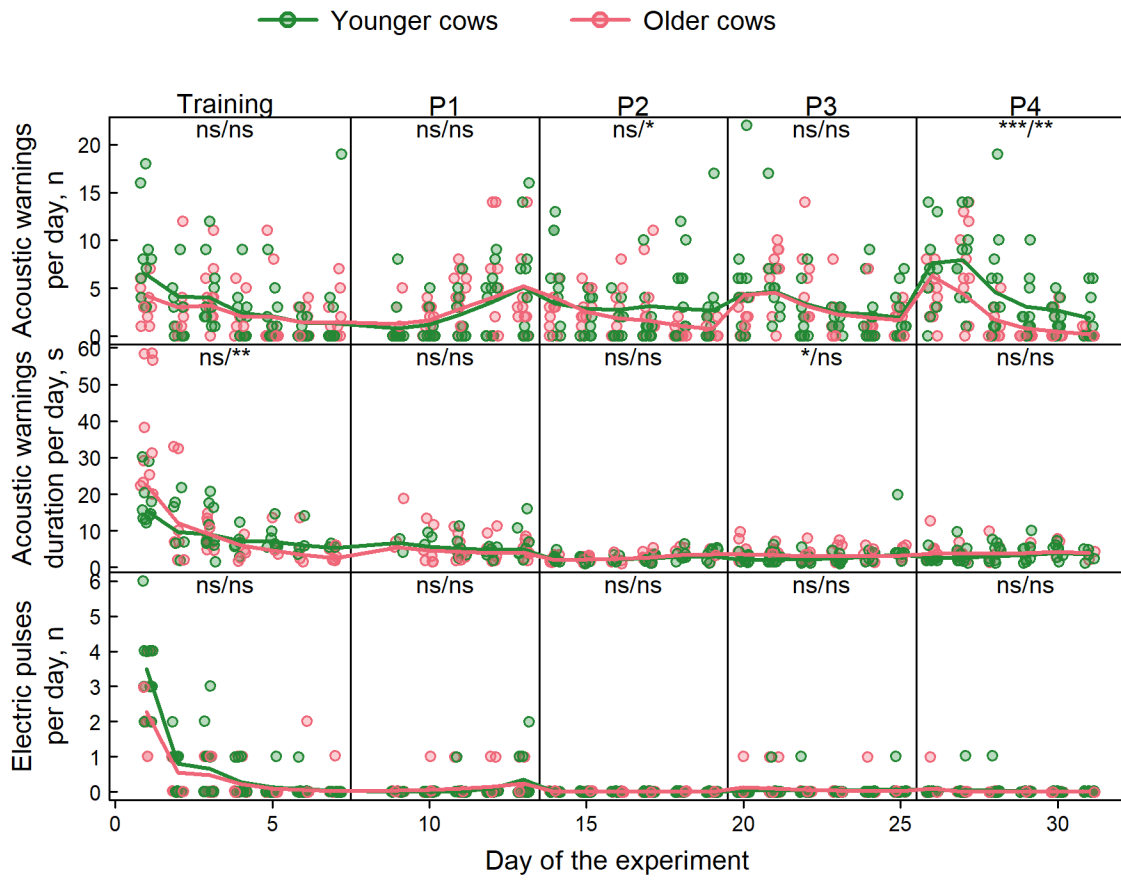 Younger cows Older cows
Training P1 P2 P3 P4
ns/ns ns/ns ns/* ns/ns ***/**
Acoustic warnings
per day, n
20
15
10
5
0
ns/** ns/ns ns/ns */ns ns/ns
Acoustic warnings
duration per day, s
60
50
40
30
20
10
0
ns/ns ns/ns ns/ns ns/ns ns/ns
Electric pulses
per day, n
6
5
4
3
2
1
0
0 5 10 15 20 25 30
Day of the experiment